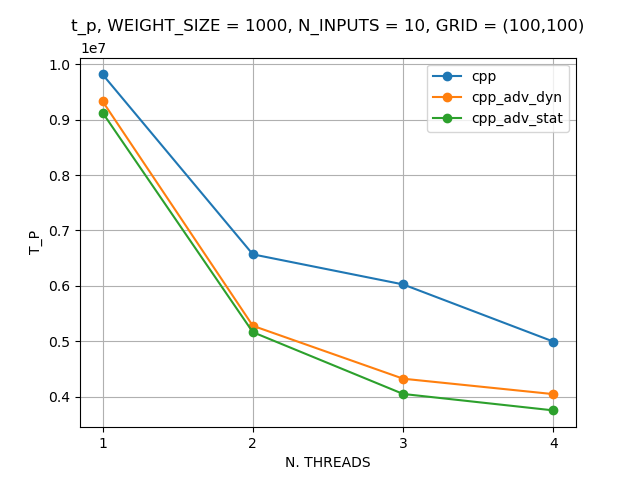 t_p, WEIGHT_SIZE = 1000, N_INPUTS = 10, GRID = (100,100)
1e7
1.0
0.9
0.8
0.7
0.6
0.5
0.4
T_P
cpp
cpp_adv_dyn
cpp_adv_stat
1 2 3 4
N. THREADS